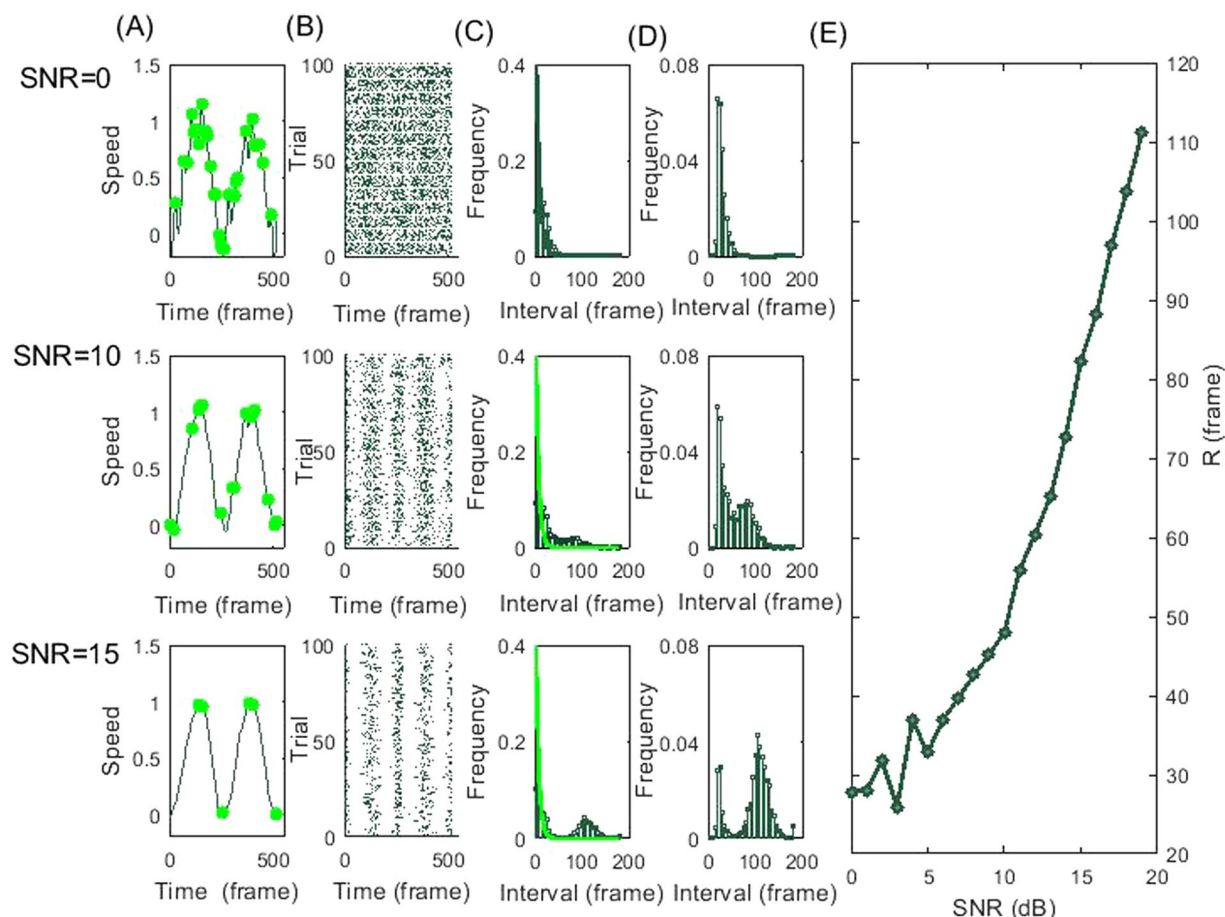 (A) (B) (C) (D) (E)
SNR=0
1.5
1
0.5
0
Speed
0 500
Time (frame)
100
50
0
Trial
0 500
Time (frame)
0.4
0.2
0
Frequency
0 100 200
Interval (frame)
0.08
0.04
0
Frequency
0 100 200
Interval (frame)
SNR=10
1.5
1
0.5
0
Speed
0 500
Time (frame)
100
50
0
Trial
0 500
Time (frame)
0.4
0.2
0
Frequency
0 100 200
Interval (frame)
0.08
0.04
0
Frequency
0 100 200
Interval (frame)
SNR=15
1.5
1
0.5
0
Speed
0 500
Time (frame)
100
50
0
Trial
0 500
Time (frame)
0.4
0.2
0
Frequency
0 100 200
Interval (frame)
0.08
0.04
0
Frequency
0 100 200
Interval (frame)
120
110
100
90
80
70
60
50
40
30
20
R (frame)
0 5 10 15 20
SNR (dB)